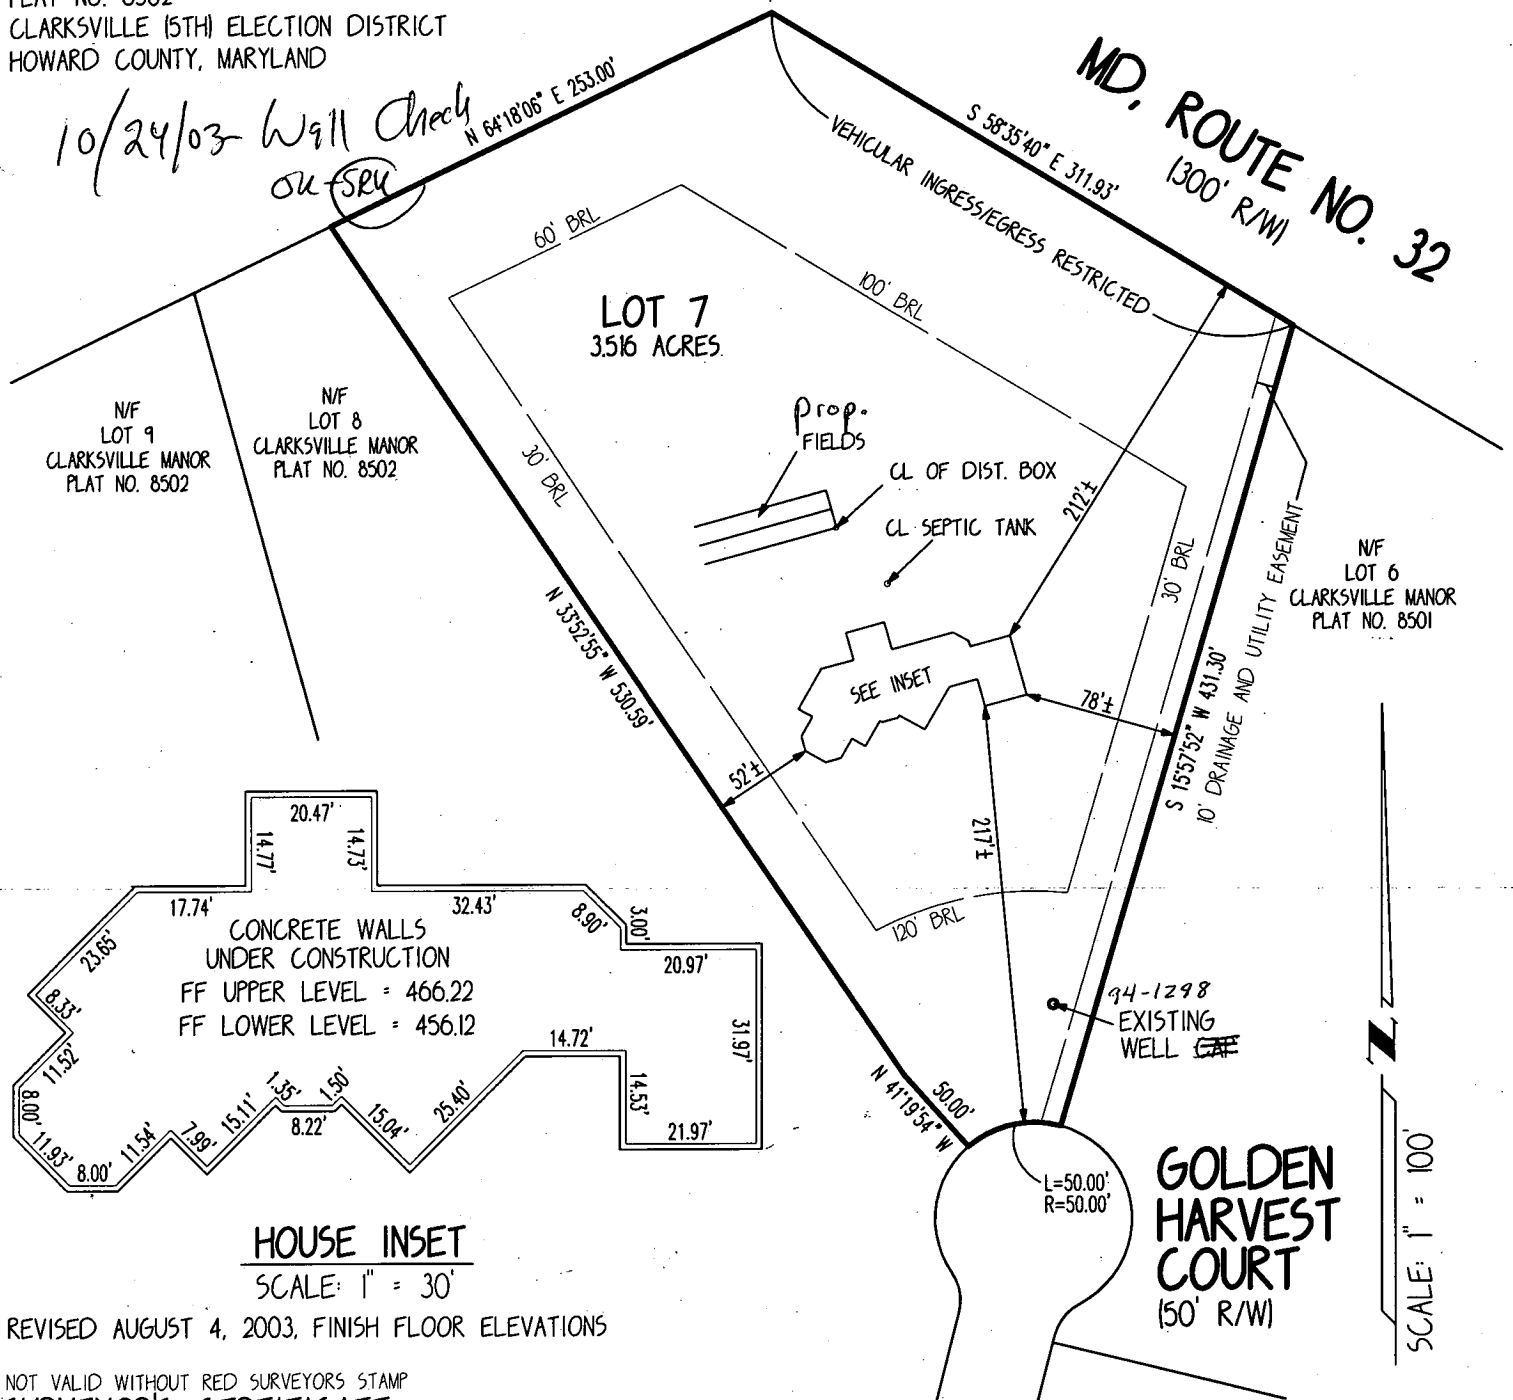 PLAT NO. 8502
CLARKSVILLE (5TH) ELECTION DISTRICT
HOWARD COUNTY, MARYLAND
10/24/03 Well Check
OK - SRK
N 64°18'06" E 253.00'
S 58°35'40" E 311.93'
MD. ROUTE NO. 32
(300' R/W)
VEHICULAR INGRESS/EGRESS RESTRICTED
60' BRL
100' BRL
LOT 7
3.516 ACRES
N/F
LOT 9
CLARKSVILLE MANOR
PLAT NO. 8502
N/F
LOT 8
CLARKSVILLE MANOR
PLAT NO. 8502
30' BRL
prop.
FIELDS
CL OF DIST. BOX
CL SEPTIC TANK
212'±
30' BRL
N/F
LOT 6
CLARKSVILLE MANOR
PLAT NO. 8501
10' DRAINAGE AND UTILITY EASEMENT
S 15°57'52" W 431.30'
N 33°52'55" W 530.59'
SEE INSET
78'±
52'±
217'±
120' BRL
94-1298
EXISTING
WELL CAP
N 41°19'54" W
50.00'
L=50.00'
R=50.00'
GOLDEN
HARVEST
COURT
(50' R/W)
SCALE: 1" = 100'
20.47'
14.77'
14.73'
17.74'
32.43'
8.90'
3.00'
20.97'
23.65'
CONCRETE WALLS
UNDER CONSTRUCTION
FF UPPER LEVEL = 466.22
FF LOWER LEVEL = 456.12
8.33'
11.52'
8.00'
11.93'
8.00'
11.54'
7.99'
15.11'
1.35'
8.22'
1.50'
15.04'
25.40'
14.72'
14.53'
31.97'
21.97'
HOUSE INSET
SCALE: 1" = 30'
REVISED AUGUST 4, 2003, FINISH FLOOR ELEVATIONS
NOT VALID WITHOUT RED SURVEYORS STAMP
SURVEYOR'S CERTIFICATE